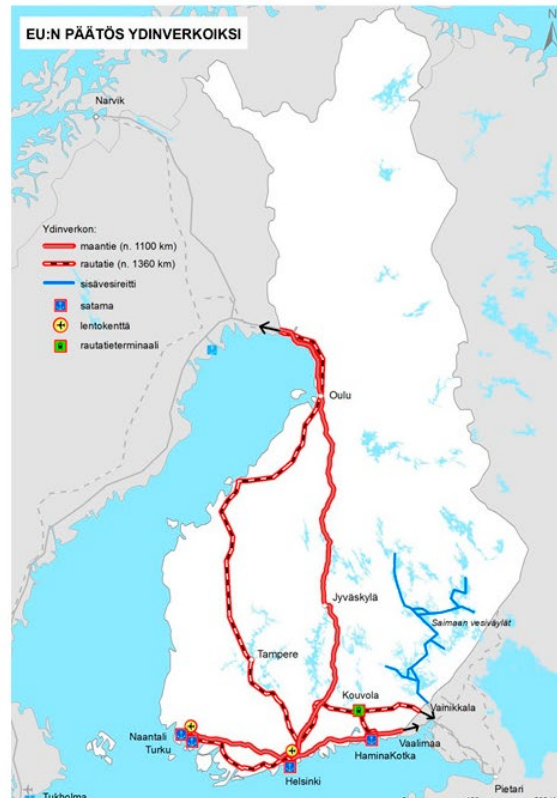 EU:N PÄÄTÖS YDINVERKOIKSI
N
Narvik
Ydinverkon:
maantie (n. 1100 km)
rautatie (n. 1360 km)
sisävesireitti
satama
lentokenttä
rautatieterminaali
Oulu
Jyväskylä
Saimaan vesiväylät
Tampere
Kouvola
Vainikkala
Naantali
Turku
Vaalimaa
HaminaKotka
Helsinki
Pietari
Tukholma